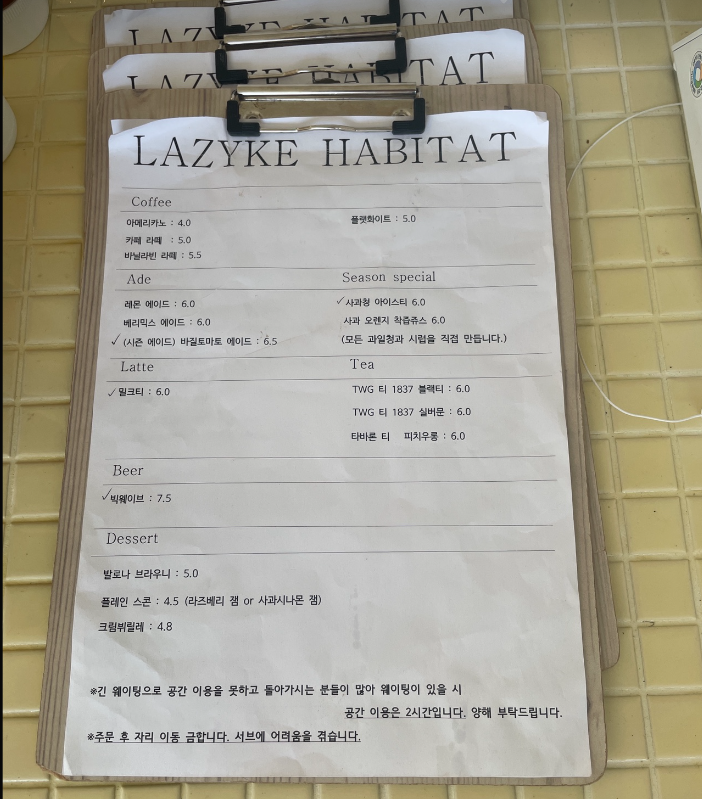 LAZYKE HABITAT
LAZYKE HABITAT
LAZYKE HABITAT
Coffee
아메리카노 : 4.0
플랫화이트 : 5.0
카페 라떼 : 5.0
바닐라빈 라떼 : 5.5
Ade
레몬 에이드 : 6.0
베리믹스 에이드 : 6.0
✓(시즌 에이드) 바질토마토 에이드 : 6.5
Season special
✓사과청 아이스티 6.0
사과 오렌지 착즙쥬스 6.0
(모든 과일청과 시럽을 직접 만듭니다.)
Latte
✓밀크티 : 6.0
Tea
TWG 티 1837 블랙티 : 6.0
TWG 티 1837 실버문 : 6.0
타바론 티 피치우롱 : 6.0
Beer
✓빅웨이브 : 7.5
Dessert
발로나 브라우니 : 5.0
플레인 스콘 : 4.5 (라즈베리 잼 or 사과시나몬 잼)
크림뷔릴레 : 4.8
※긴 웨이팅으로 공간 이용을 못하고 돌아가시는 분들이 많아 웨이팅이 있을 시
공간 이용은 2시간입니다. 양해 부탁드립니다.
※주문 후 자리 이동 금합니다. 서브에 어려움을 겪습니다.